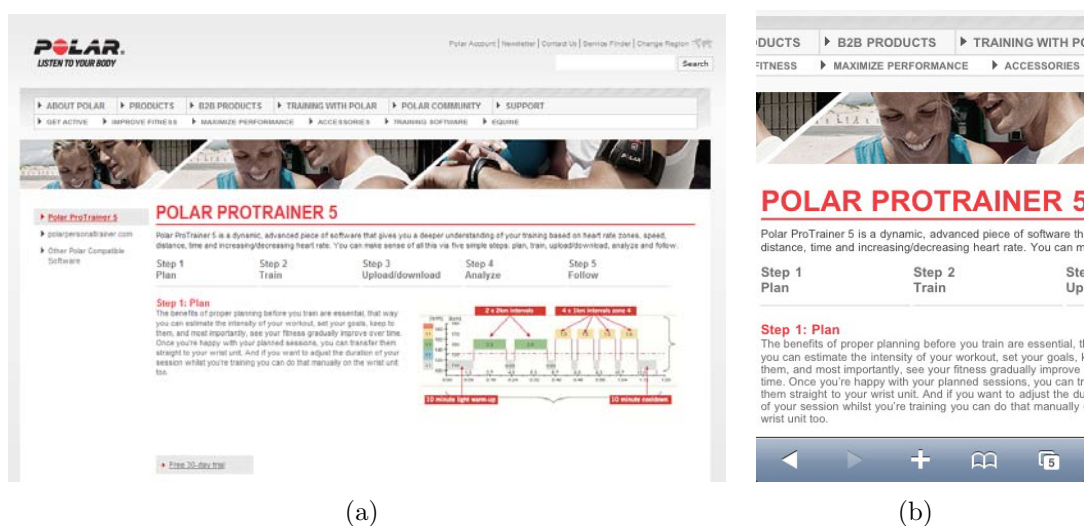 POLAR.
LISTEN TO YOUR BODY
Polar Account | Newsletter | Contact Us | Service Finder | Change Region
Search
ABOUT POLAR PRODUCTS B2B PRODUCTS TRAINING WITH POLAR POLAR COMMUNITY SUPPORT
GET ACTIVE IMPROVE FITNESS MAXIMIZE PERFORMANCE ACCESSORIES TRAINING SOFTWARE EQUINE
Polar ProTrainer 5
polarpersonaltrainer.com
Other Polar Compatible
Software
POLAR PROTRAINER 5
Polar ProTrainer 5 is a dynamic, advanced piece of software that gives you a deeper understanding of your training based on heart rate zones, speed,
distance, time and increasing/decreasing heart rate. You can make sense of all this via five simple steps: plan, train, upload/download, analyze and follow.
Step 1 Step 2 Step 3 Step 4 Step 5
Plan Train Upload/download Analyze Follow
Step 1: Plan
The benefits of proper planning before you train are essential, that way
you can estimate the intensity of your workout, set your goals, keep to
them, and most importantly, see your fitness gradually improve over time.
Once you're happy with your planned sessions, you can transfer them
straight to your wrist unit. And if you want to adjust the duration of your
session whilst you're training you can do that manually on the wrist unit
too.
2 x 2km intervals 4 x 1km intervals zone 4
10 minute light warm-up 10 minute cooldown
Free 30-day trial
(a)
DUCTS B2B PRODUCTS TRAINING WITH PO
FITNESS MAXIMIZE PERFORMANCE ACCESSORIES
POLAR PROTRAINER 5
Polar ProTrainer 5 is a dynamic, advanced piece of software th
distance, time and increasing/decreasing heart rate. You can m
Step 1 Step 2 Ste
Plan Train Up
Step 1: Plan
The benefits of proper planning before you train are essential, th
you can estimate the intensity of your workout, set your goals, k
them, and most importantly, see your fitness gradually improve
time. Once you're happy with your planned sessions, you can tr
them straight to your wrist unit. And if you want to adjust the du
of your session whilst you're training you can do that manually
wrist unit too.
5
(b)